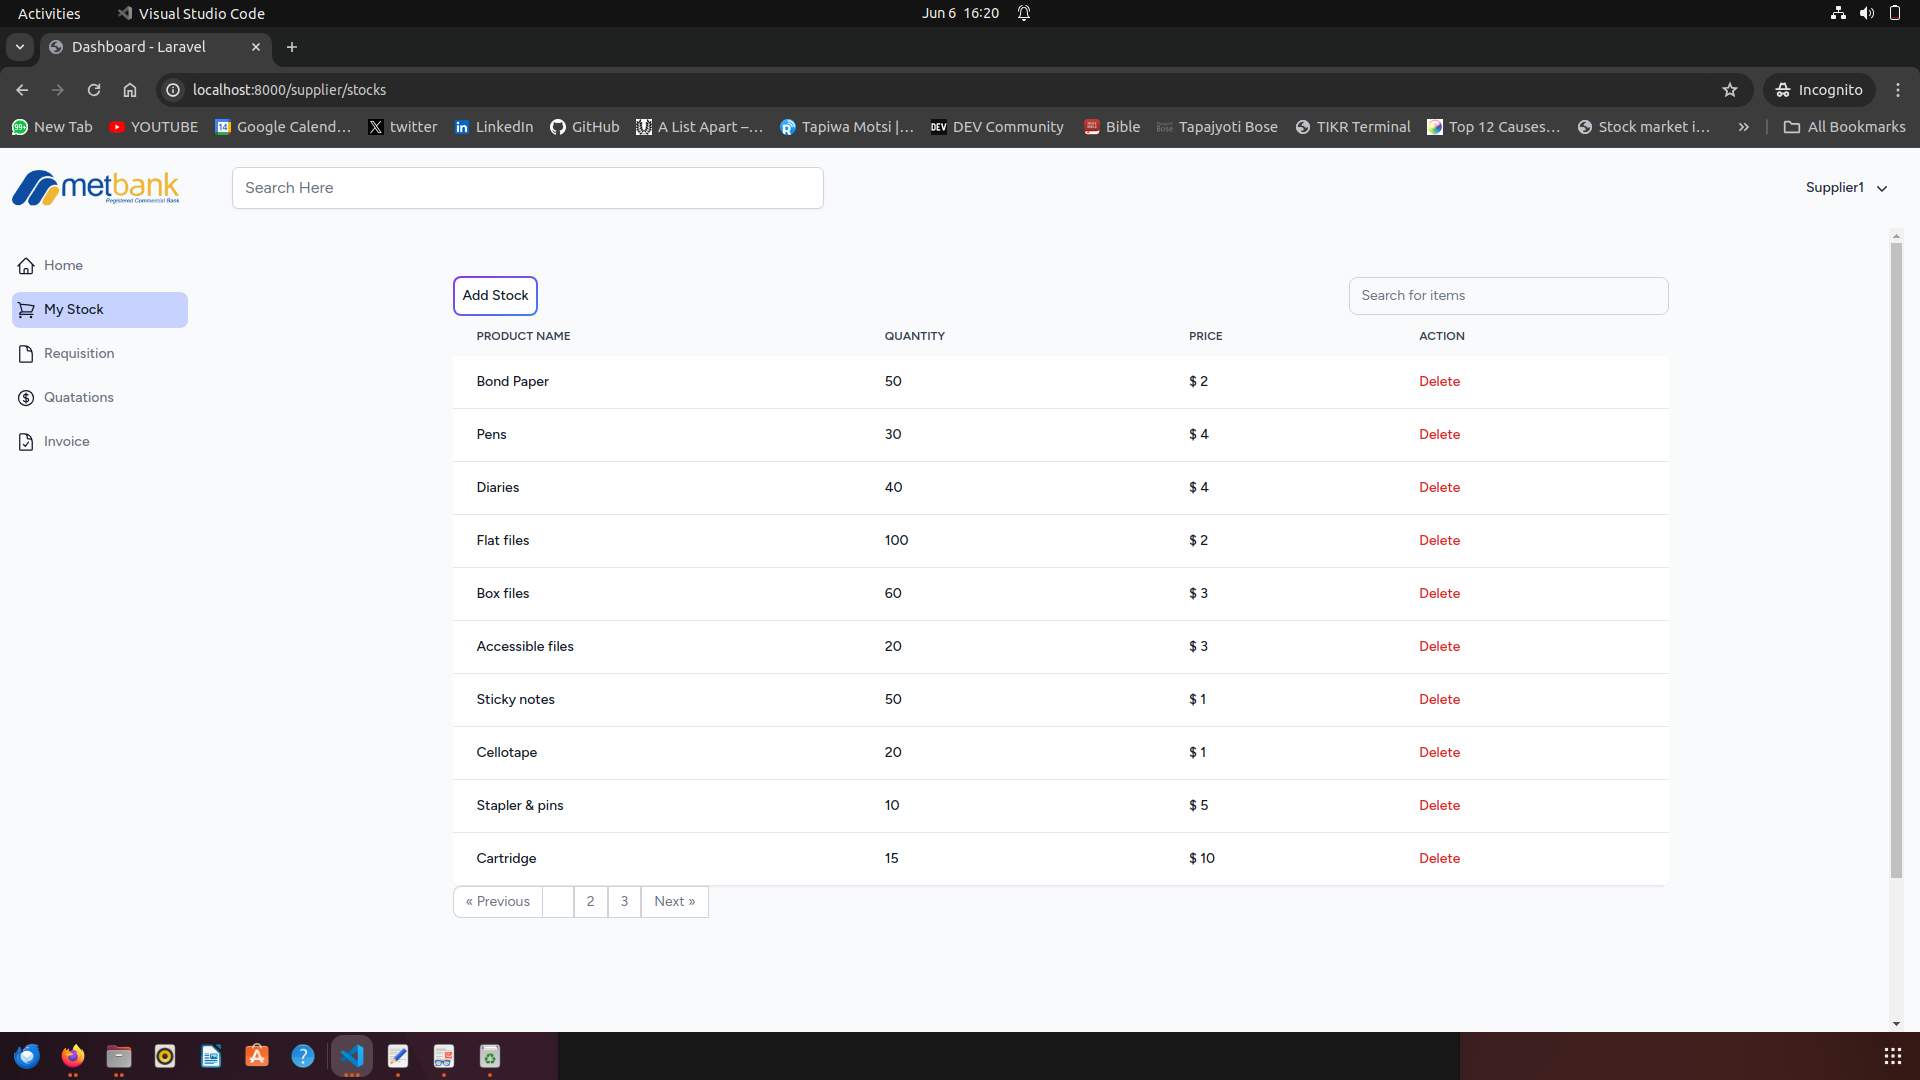 Activities
Visual Studio Code
Jun 6 16:20
Dashboard - Laravel
localhost:8000/supplier/stocks
Incognito
99+ New Tab
YOUTUBE
14 Google Calend...
twitter
LinkedIn
GitHub
A List Apart –...
Tapiwa Motsi |...
DEV DEV Community
Bible
Tapajyoti Bose
TIKR Terminal
Top 12 Causes...
Stock market i...
»
All Bookmarks
metbank
Registered Commercial Bank
Search Here
Supplier1
Home
My Stock
Requisition
Quatations
Invoice
Add Stock
Search for items
PRODUCT NAME QUANTITY PRICE ACTION
Bond Paper 50 $ 2 Delete
Pens 30 $ 4 Delete
Diaries 40 $ 4 Delete
Flat files 100 $ 2 Delete
Box files 60 $ 3 Delete
Accessible files 20 $ 3 Delete
Sticky notes 50 $ 1 Delete
Cellotape 20 $ 1 Delete
Stapler & pins 10 $ 5 Delete
Cartridge 15 $ 10 Delete
« Previous 2 3 Next »